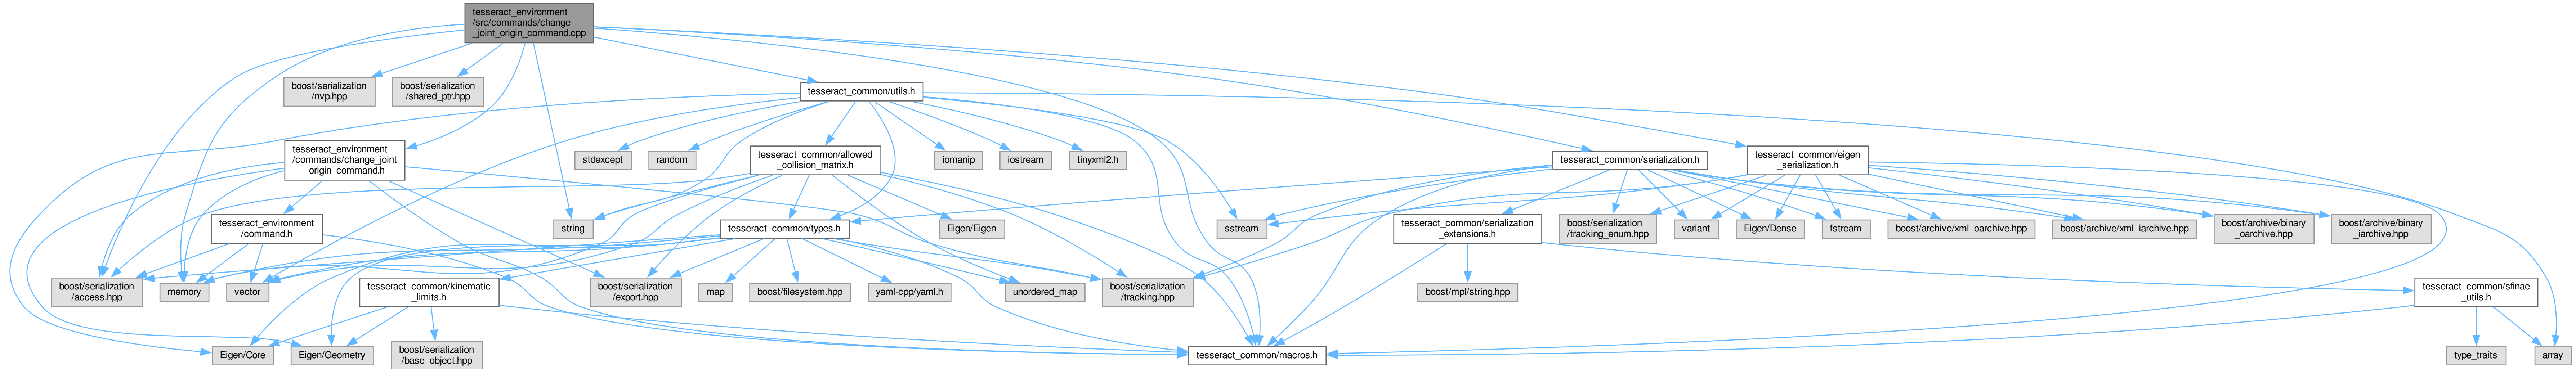 tesseract_environment
/src/commands/change
_joint_origin_command.cpp
boost/serialization
/nvp.hpp
boost/serialization
/shared_ptr.hpp
tesseract_common/utils.h
tesseract_environment
/commands/change_joint
_origin_command.h
stdexcept
random
tesseract_common/allowed
_collision_matrix.h
iomanip
iostream
tinyxml2.h
tesseract_common/serialization.h
tesseract_common/eigen
_serialization.h
tesseract_environment
/command.h
string
tesseract_common/types.h
Eigen/Eigen
sstream
tesseract_common/serialization
_extensions.h
boost/serialization
/tracking_enum.hpp
variant
Eigen/Dense
fstream
boost/archive/xml_oarchive.hpp
boost/archive/xml_iarchive.hpp
boost/archive/binary
_oarchive.hpp
boost/archive/binary
_iarchive.hpp
boost/serialization
/access.hpp
memory
vector
tesseract_common/kinematic
_limits.h
boost/serialization
/export.hpp
map
boost/filesystem.hpp
yaml-cpp/yaml.h
unordered_map
boost/serialization
/tracking.hpp
boost/mpl/string.hpp
tesseract_common/sfinae
_utils.h
Eigen/Core
Eigen/Geometry
boost/serialization
/base_object.hpp
tesseract_common/macros.h
type_traits
array